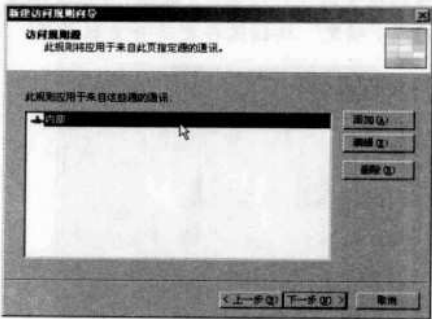 新建访问规则向导
访问规则源
此规则将应用于来自此页指定源的通讯。
此规则应用于来自这些源的通讯:
内部
添加(A)...
编辑(E)...
删除(R)
< 上一步(B)
下一步(N) >
取消